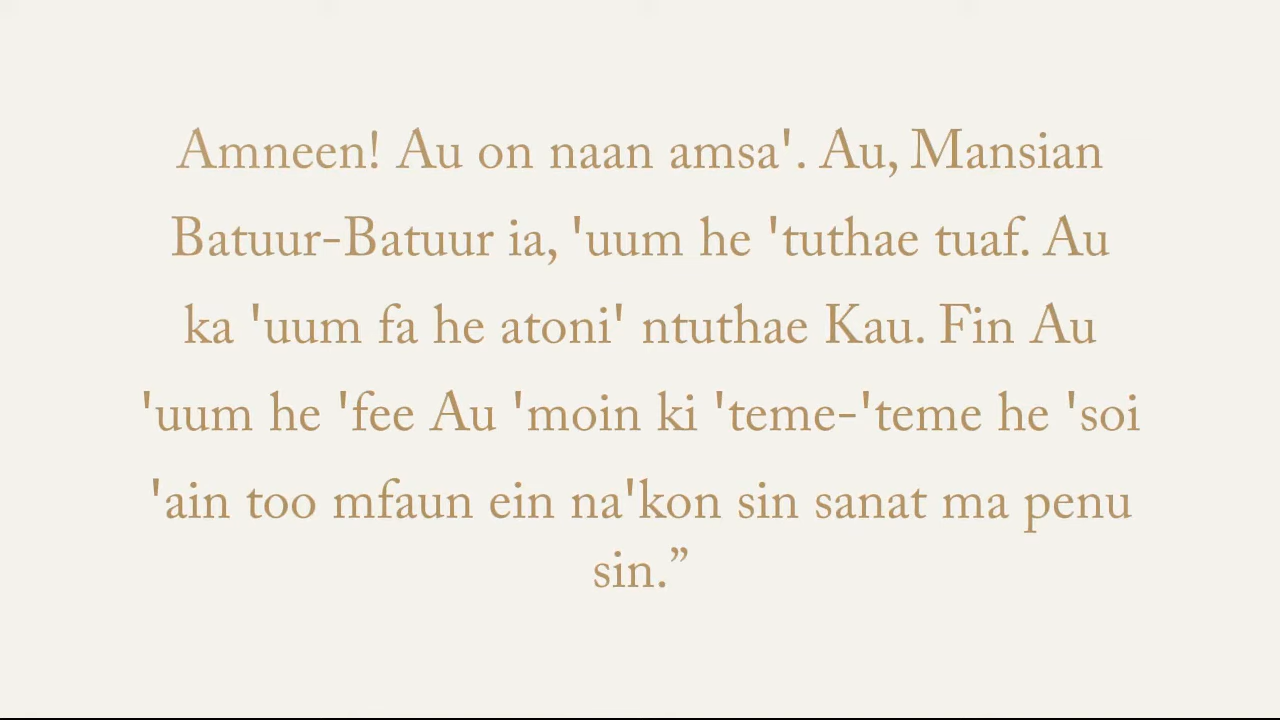 Amneen! Au on naan amsa'. Au, Mansian
Batuur-Batuur ia, 'uum he 'tuthae tuaf. Au
ka 'uum fa he atoni' ntuthae Kau. Fin Au
'uum he 'fee Au 'moin ki 'teme-'teme he 'soi
'ain too mfaun ein na'kon sin sanat ma penu
sin.”